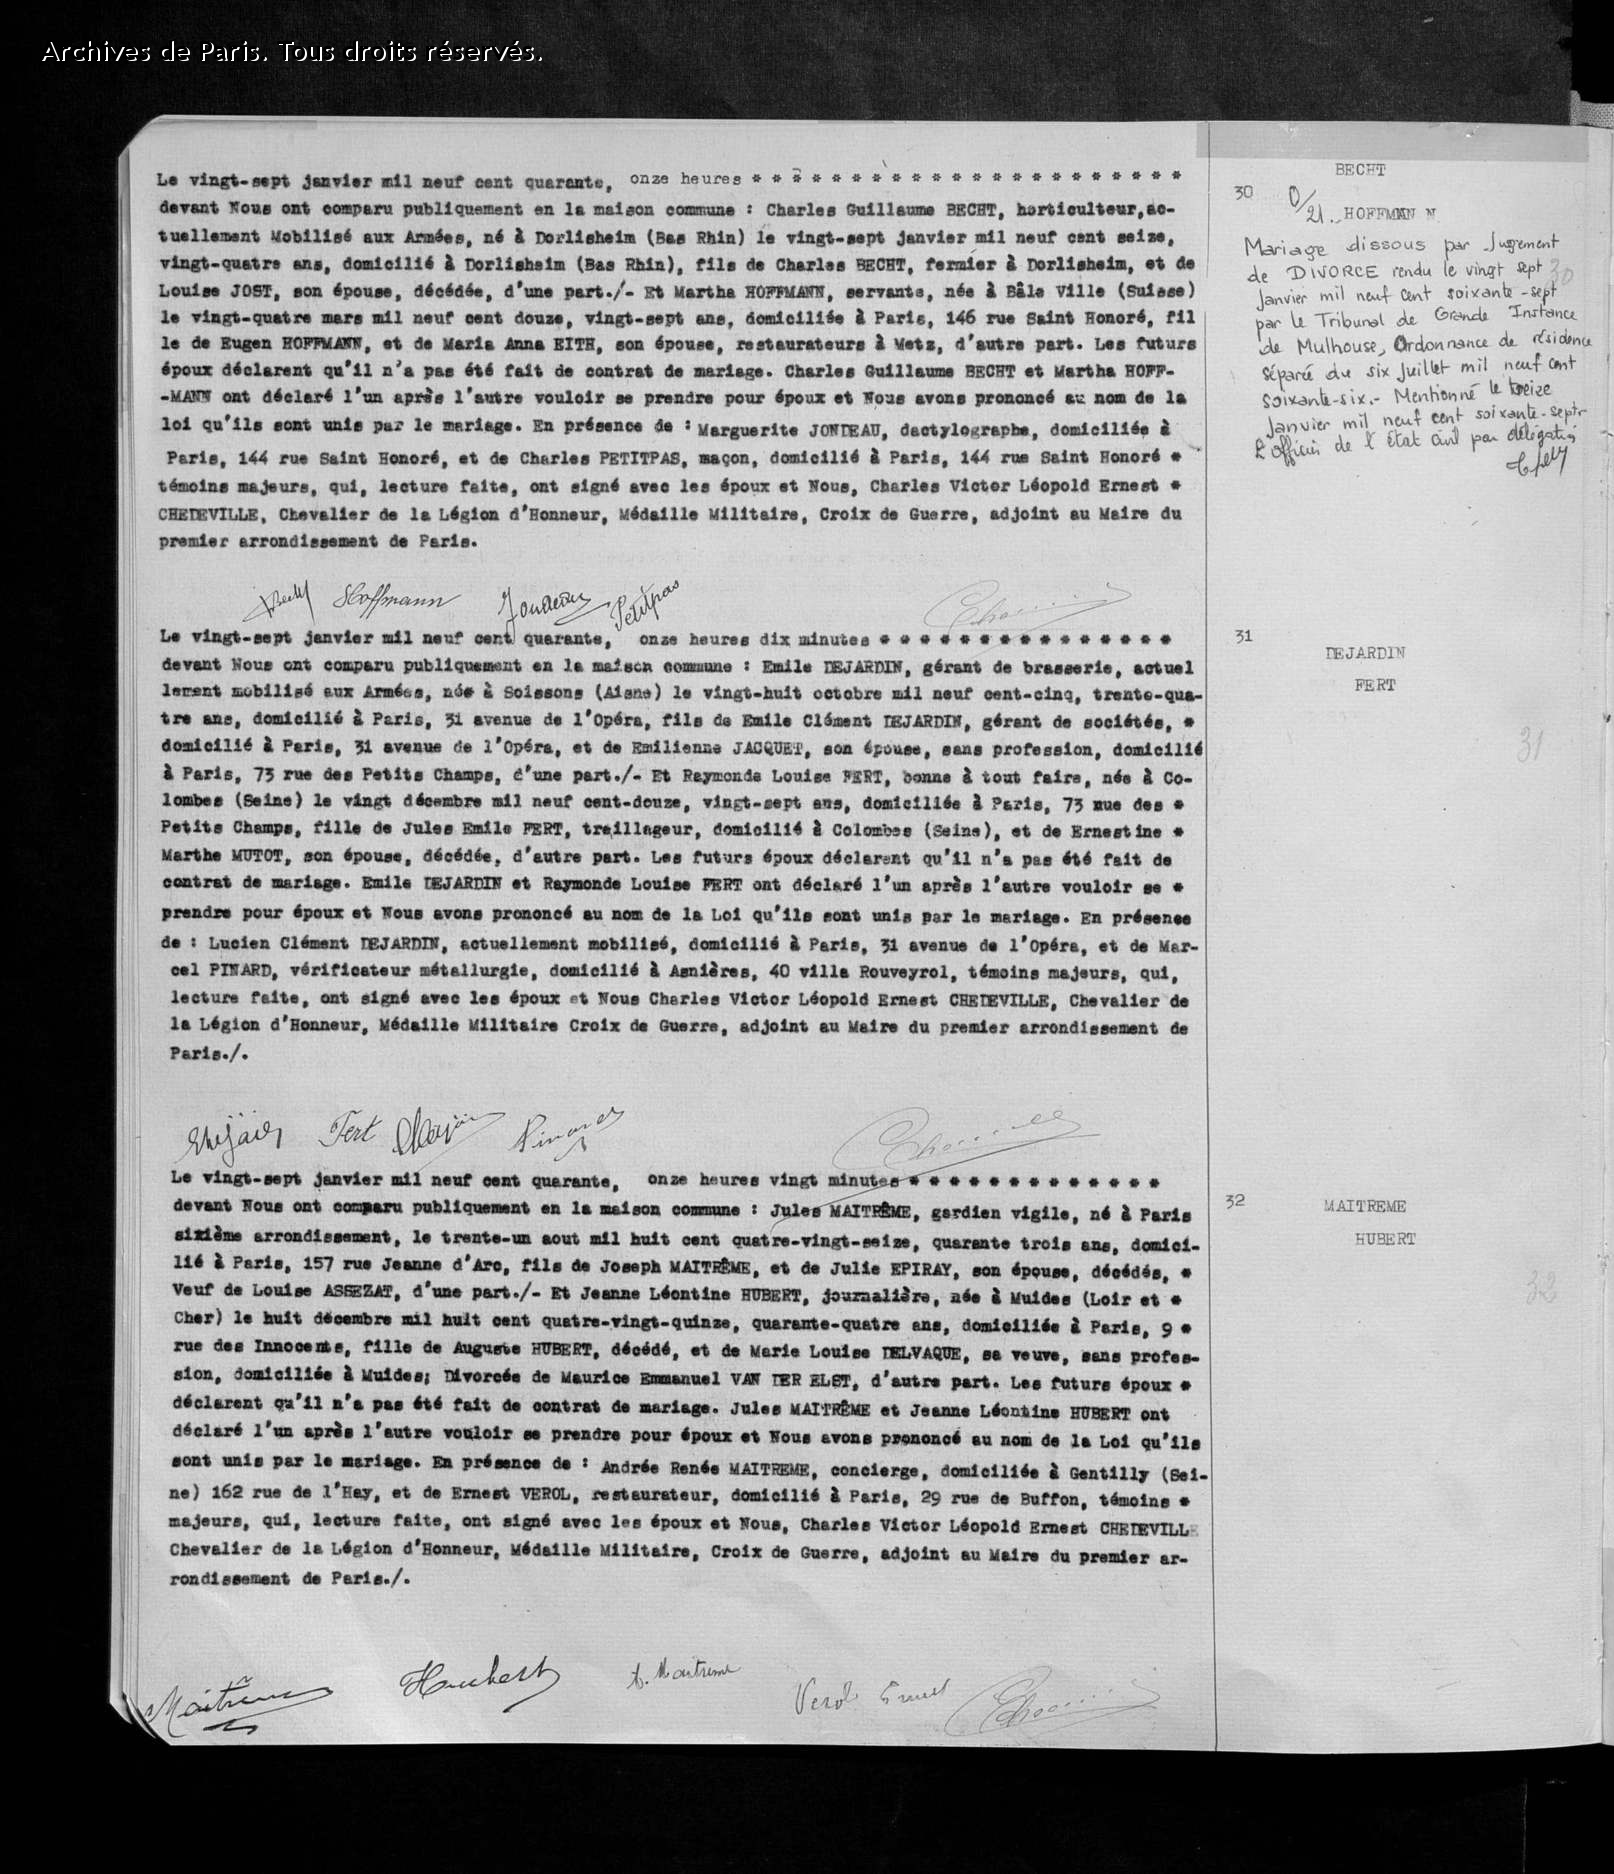 Archives de Paris. Tous droits réservés.
Le vingt-sept janvier mil neuf cent quarante, onze heures * * * * * * * * * * * * * * * * * * * * * *
devant Nous ont comparu publiquement en la maison commune : Charles Guillaume BECHT, horticulteur,ac-
tuellement Mobilisé aux Armées, né à Dorlisheim (Bas Rhin) le vingt-sept janvier mil neuf cent seize,
vingt-quatre ans, domicilié à Dorlisheim (Bas Rhin), fils de Charles BECHT, fermier à Dorlisheim, et de
Louise JOST, son épouse, décédée, d'une part./- Et Martha HOFFMANN, servante, née à Bâle Ville (Suisse)
le vingt-quatre mars mil neuf cent douze, vingt-sept ans, domiciliée à Paris, 146 rue Saint Honoré, fil
le de Eugen HOFFMANN, et de Maria Anna EITH, son épouse, restaurateurs à Metz, d'autre part. Les futurs
époux déclarent qu'il n'a pas été fait de contrat de mariage. Charles Guillaume BECHT et Martha HOFF-
-MANN ont déclaré l'un après l'autre vouloir se prendre pour époux et Nous avons prononcé au nom de la
loi qu'ils sont unis par le mariage. En présence de : Marguerite JONDEAU, dactylographe, domiciliée à
Paris, 144 rue Saint Honoré, et de Charles PETITPAS, maçon, domicilié à Paris, 144 rue Saint Honoré *
témoins majeurs, qui, lecture faite, ont signé avec les époux et Nous, Charles Victor Léopold Ernest *
CHEDEVILLE, Chevalier de la Légion d'Honneur, Médaille Militaire, Croix de Guerre, adjoint au Maire du
premier arrondissement de Paris.
Becht Hoffmann Jondeau Petitpas
Le vingt-sept janvier mil neuf cent quarante, onze heures dix minutes * * * * * * * * * * * * * * *
devant Nous ont comparu publiquement en la maison commune : Emile DEJARDIN, gérant de brasserie, actuel
lement mobilisé aux Armées, née à Soissons (Aisne) le vingt-huit octobre mil neuf cent-cinq, trente-qua-
tre ans, domicilié à Paris, 31 avenue de l'Opéra, fils de Emile Clément DEJARDIN, gérant de sociétés, *
domicilié à Paris, 31 avenue de l'Opéra, et de Emilienne JACQUET, son épouse, sans profession, domicilié
à Paris, 73 rue des Petits Champs, d'une part./- Et Raymonde Louise FERT, bonne à tout faire, née à Co-
lombes (Seine) le vingt décembre mil neuf cent-douze, vingt-sept ans, domiciliée à Paris, 73 rue des *
Petits Champs, fille de Jules Emile FERT, treillageur, domicilié à Colombes (Seine), et de Ernestine *
Marthe MUTOT, son épouse, décédée, d'autre part. Les futurs époux déclarent qu'il n'a pas été fait de
contrat de mariage. Emile DEJARDIN et Raymonde Louise FERT ont déclaré l'un après l'autre vouloir se *
prendre pour époux et Nous avons prononcé au nom de la Loi qu'ils sont unis par le mariage. En présence
de : Lucien Clément DEJARDIN, actuellement mobilisé, domicilié à Paris, 31 avenue de l'Opéra, et de Mar-
cel PINARD, vérificateur métallurgie, domicilié à Asnières, 40 villa Rouveyrol, témoins majeurs, qui,
lecture faite, ont signé avec les époux et Nous Charles Victor Léopold Ernest CHEDEVILLE, Chevalier de
la Légion d'Honneur, Médaille Militaire Croix de Guerre, adjoint au Maire du premier arrondissement de
Paris./.
Fert Pinard
Le vingt-sept janvier mil neuf cent quarante, onze heures vingt minutes * * * * * * * * * * * * *
devant Nous ont comparu publiquement en la maison commune : Jules MAITRÊME, gardien vigile, né à Paris
sixième arrondissement, le trente-un aout mil huit cent quatre-vingt-seize, quarante trois ans, domici-
lié à Paris, 157 rue Jeanne d'Arc, fils de Joseph MAITRÊME, et de Julie EPIRAY, son épouse, décédés, *
Veuf de Louise ASSEZAT, d'une part./- Et Jeanne Léontine HUBERT, journalière, née à Muides (Loir et *
Cher) le huit décembre mil huit cent quatre-vingt-quinze, quarante-quatre ans, domiciliée à Paris, 9 *
rue des Innocents, fille de Auguste HUBERT, décédé, et de Marie Louise DELVAQUE, sa veuve, sans profes-
sion, domiciliée à Muides; Divorcée de Maurice Emmanuel VAN DER ELST, d'autre part. Les futurs époux *
déclarent qu'il n'a pas été fait de contrat de mariage. Jules MAITRÊME et Jeanne Léontine HUBERT ont
déclaré l'un après l'autre vouloir se prendre pour époux et Nous avons prononcé au nom de la Loi qu'ils
sont unis par le mariage. En présence de : Andrée Renée MAITREME, concierge, domiciliée à Gentilly (Sei-
ne) 162 rue de l'Hay, et de Ernest VEROL, restaurateur, domicilié à Paris, 29 rue de Buffon, témoins *
majeurs, qui, lecture faite, ont signé avec les époux et Nous, Charles Victor Léopold Ernest CHEDEVILLE
Chevalier de la Légion d'Honneur, Médaille Militaire, Croix de Guerre, adjoint au Maire du premier ar-
rondissement de Paris./.
Maitrême Huebert A. Maitreme Verol Ernest
BECHT
30
0/21.. HOFFMAN N
Mariage dissous par Jugement
de DIVORCE rendu le vingt sept 30
Janvier mil neuf cent soixante-sept
par le Tribunal de Grande Instance
de Mulhouse, Ordonnance de résidence
séparée du six Juillet mil neuf cent
soixante-six.- Mentionné le treize
Janvier mil neuf cent soixante-sept-
L'Officier de l'état Civil par délégation
31
DEJARDIN
FERT
31
32
MAITREME
HUBERT
32